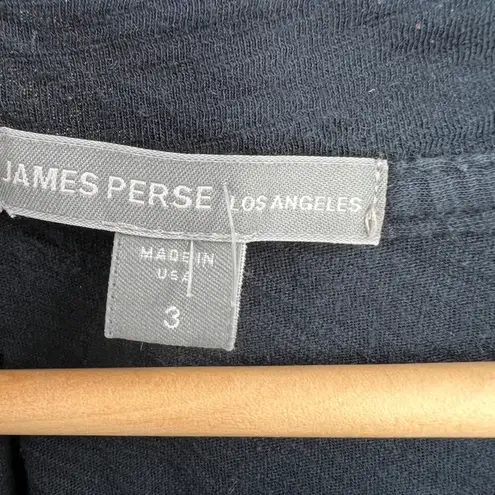 JAMES PERSE LOS ANGELES
MADE IN
USA
3